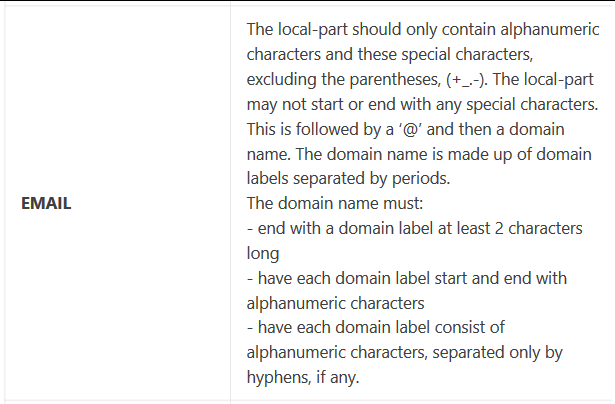 The local-part should only contain alphanumeric
characters and these special characters,
excluding the parentheses, (+_.-). The local-part
may not start or end with any special characters.
This is followed by a ‘@’ and then a domain
name. The domain name is made up of domain
labels separated by periods.
EMAIL
The domain name must:
- end with a domain label at least 2 characters
long
- have each domain label start and end with
alphanumeric characters
- have each domain label consist of
alphanumeric characters, separated only by
hyphens, if any.